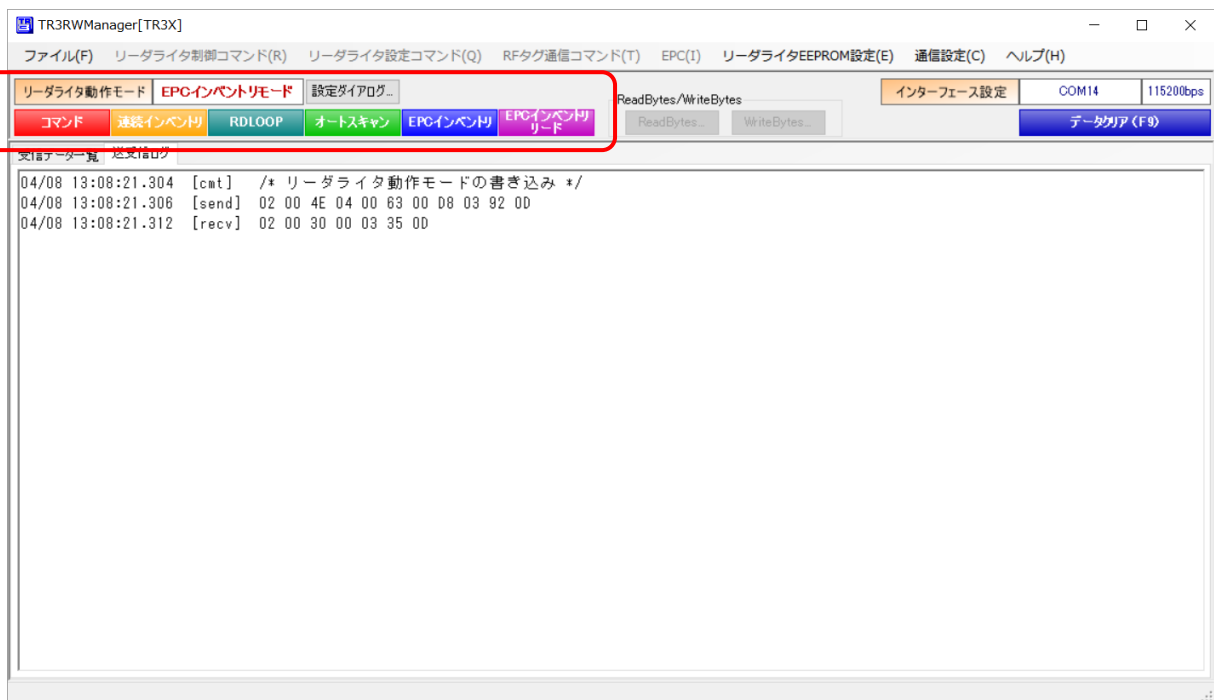 TR3RWManager[TR3X]
ファイル(F) リーダライタ制御コマンド(R) リーダライタ設定コマンド(Q) RFタグ通信コマンド(T) EPC(I) リーダライタEEPROM設定(E) 通信設定(C) ヘルプ(H)
リーダライタ動作モード EPCインベントリモード 設定ダイアログ... ReadBytes/WriteBytes インターフェース設定 COM14 115200bps
コマンド 連続インベントリ RDLOOP オートスキャン EPCインベントリ EPCインベントリリード ReadBytes... WriteBytes... データクリア(F9)
受信データ一覧 送受信ログ
04/08 13:08:21.304 [cmt] /* リーダライタ動作モードの書き込み */
04/08 13:08:21.306 [send] 02 00 4E 04 00 63 00 D8 03 92 0D
04/08 13:08:21.312 [recv] 02 00 30 00 03 35 0D